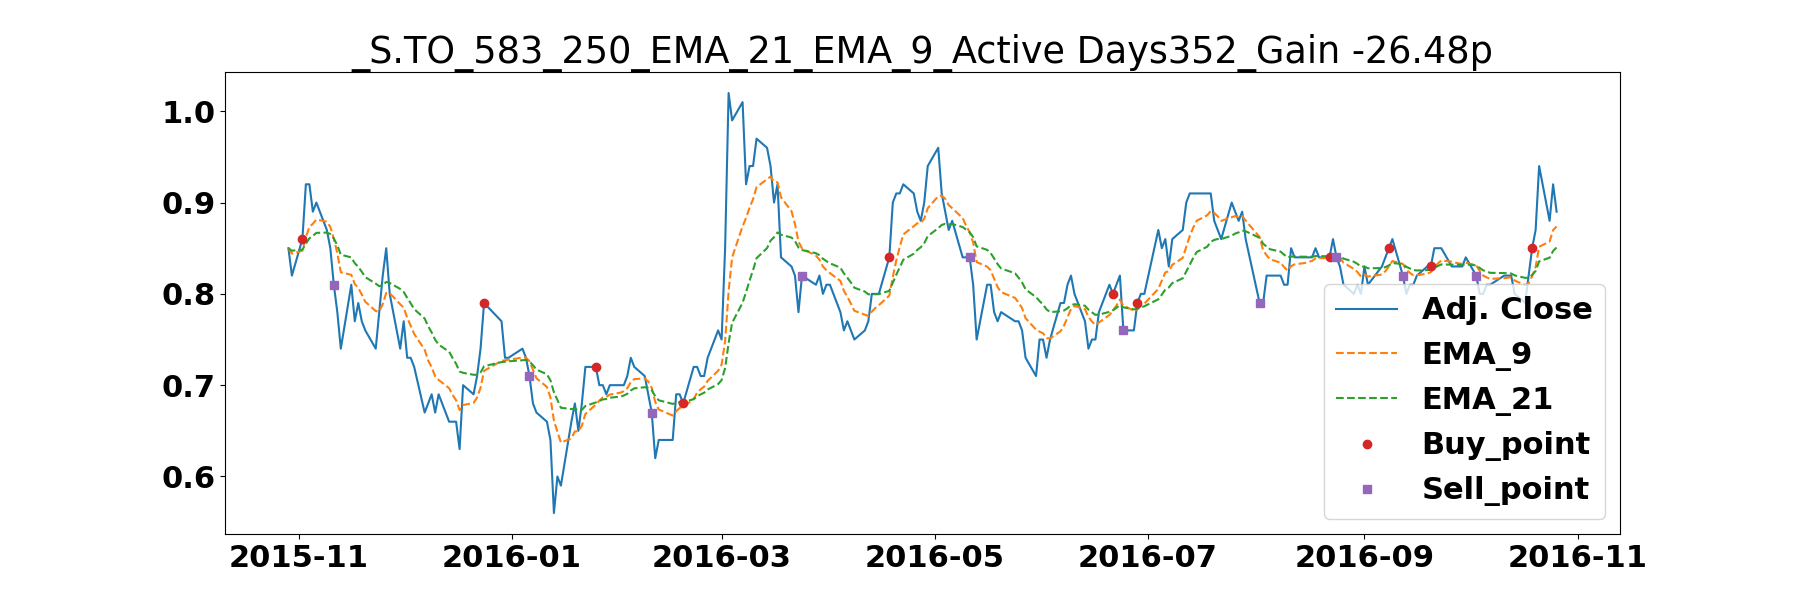 _S.TO_583_250_EMA_21_EMA_9_Active Days352_Gain -26.48p
1.0
0.9
0.8
0.7
0.6
2015-11 2016-01 2016-03 2016-05 2016-07 2016-09 2016-11
Adj. Close
EMA_9
EMA_21
Buy_point
Sell_point